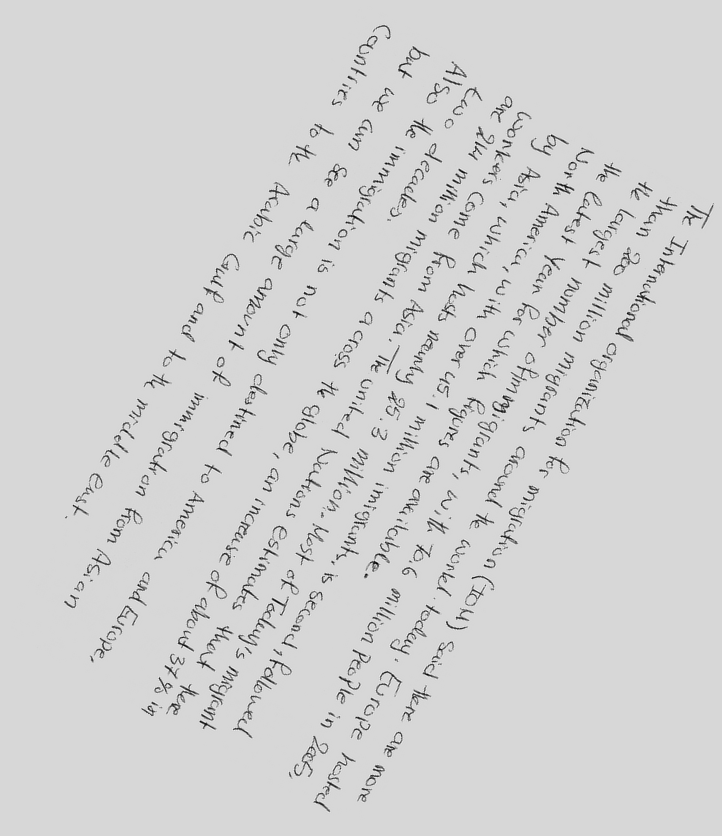 The International organization for migration (IOM) said there are more
than 200 million migrants around the world today. Europe hosted
the largest number of immigrants, with 70.6 million people in 2005,
the latest year for which figures are available.
North America, with over 45.1 million immigrants, is second, followed
by Asia, which hosts nearly 25.3 million. Most of Today's migrant
workers come from Asia. The united Nations estimates that there
are 214 million migrants across the globe, an increase of about 37% in
two decades.
Also the immigration is not only destined to America and Europe,
but we can see a large amount of immigration from Asian
countries to the Arabic Gulf and to the middle East.